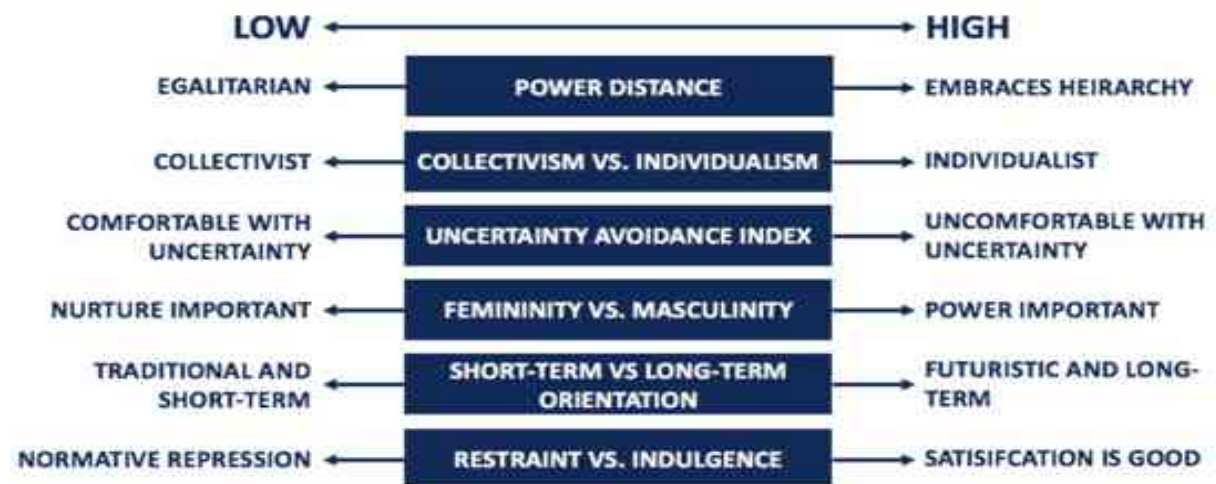 LOW HIGH
EGALITARIAN POWER DISTANCE EMBRACES HEIRARCHY
COLLECTIVIST COLLECTIVISM VS. INDIVIDUALISM INDIVIDUALIST
COMFORTABLE WITH
UNCERTAINTY
UNCERTAINTY AVOIDANCE INDEX
UNCOMFORTABLE WITH
UNCERTAINTY
NURTURE IMPORTANT FEMININITY VS. MASCULINITY POWER IMPORTANT
TRADITIONAL AND
SHORT-TERM
SHORT-TERM VS LONG-TERM
ORIENTATION
FUTURISTIC AND LONG-
TERM
NORMATIVE REPRESSION RESTRAINT VS. INDULGENCE SATISIFCATION IS GOOD